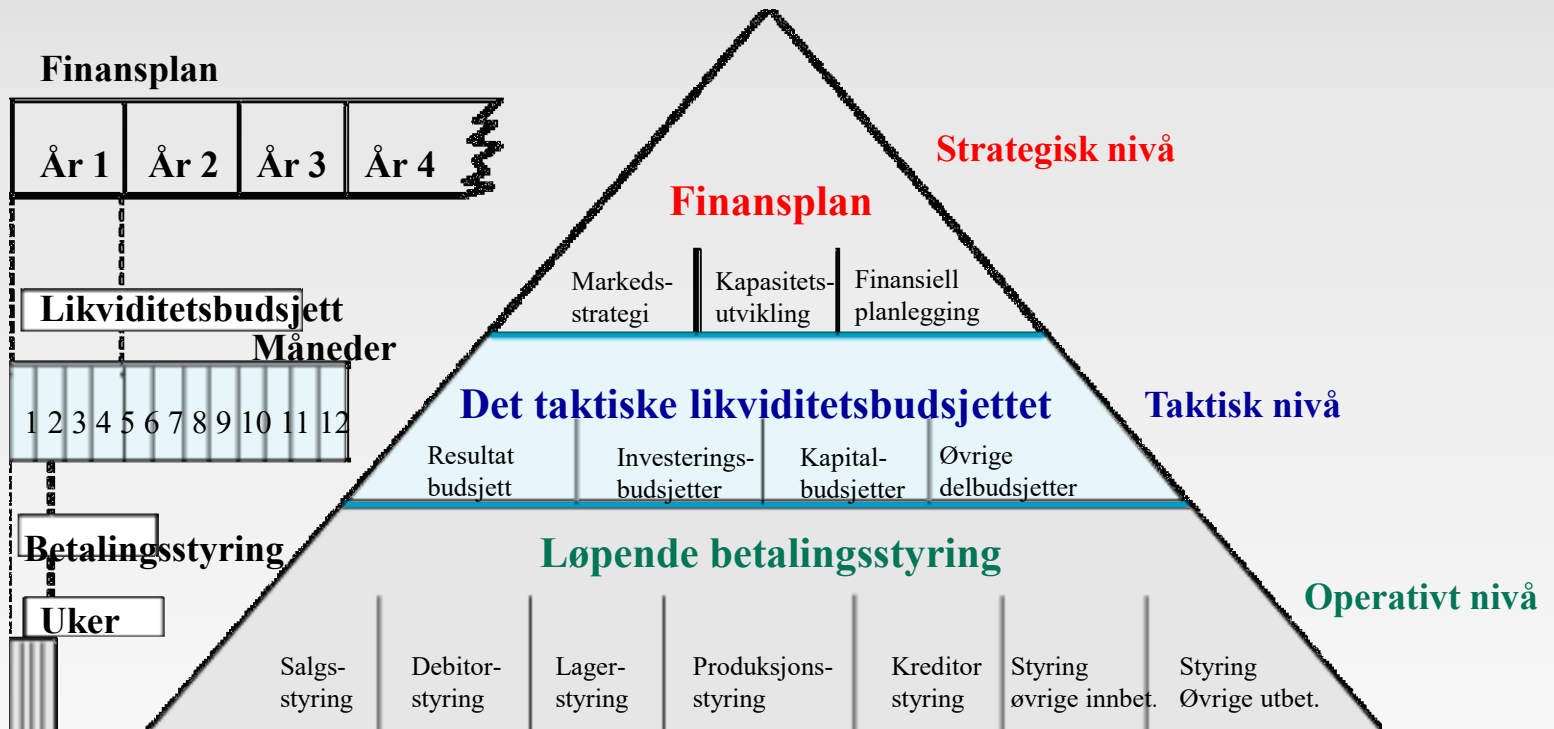 Finansplan
År 1 År 2 År 3 År 4
Likviditetsbudsjett
Måneder
1 2 3 4 5 6 7 8 9 10 11 12
Betalingsstyring
Uker
Strategisk nivå
Finansplan
Markeds-
strategi
Kapasitets-
utvikling
Finansiell
planlegging
Det taktiske likviditetsbudsjettet
Taktisk nivå
Resultat
budsjett
Investerings-
budsjetter
Kapital-
budsjetter
Øvrige
delbudsjetter
Løpende betalingsstyring
Operativt nivå
Salgs-
styring
Debitor-
styring
Lager-
styring
Produksjons-
styring
Kreditor
styring
Styring
øvrige innbet.
Styring
Øvrige utbet.